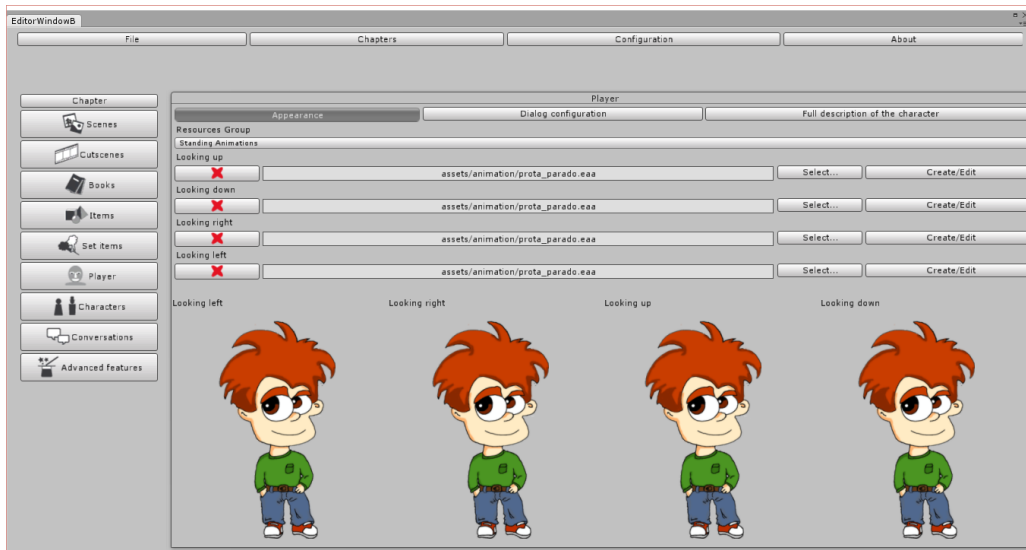 EditorWindowB
File Chapters Configuration About
Chapter
Scenes
Cutscenes
Books
Items
Set items
Player
Characters
Conversations
Advanced features
Player
Appearance Dialog configuration Full description of the character
Resources Group
Standing Animations
Looking up
assets/animation/prota_parado.eaa Select... Create/Edit
Looking down
assets/animation/prota_parado.eaa Select... Create/Edit
Looking right
assets/animation/prota_parado.eaa Select... Create/Edit
Looking left
assets/animation/prota_parado.eaa Select... Create/Edit
Looking left Looking right Looking up Looking down